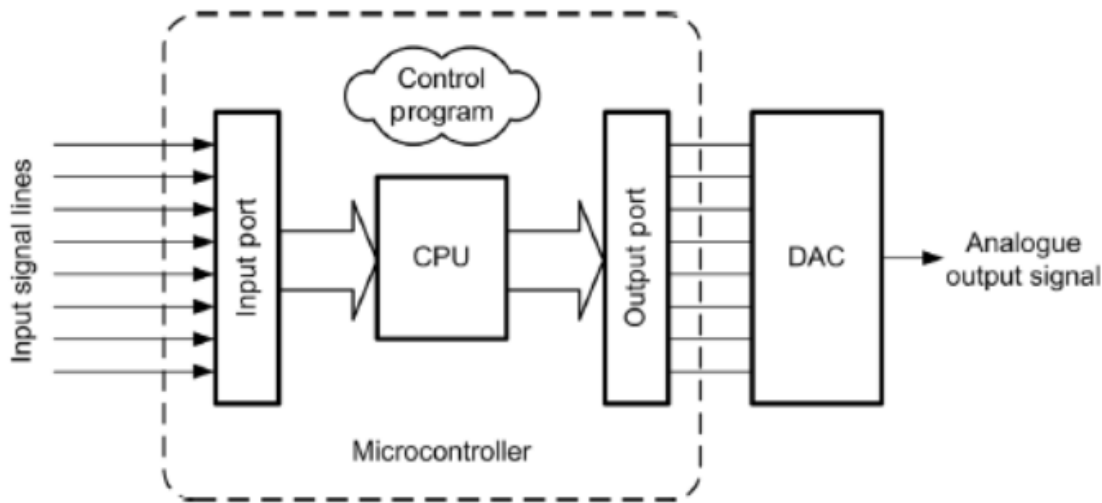 Control
program
Input signal lines
Input port
CPU
Output port
DAC
Analogue
output signal
Microcontroller